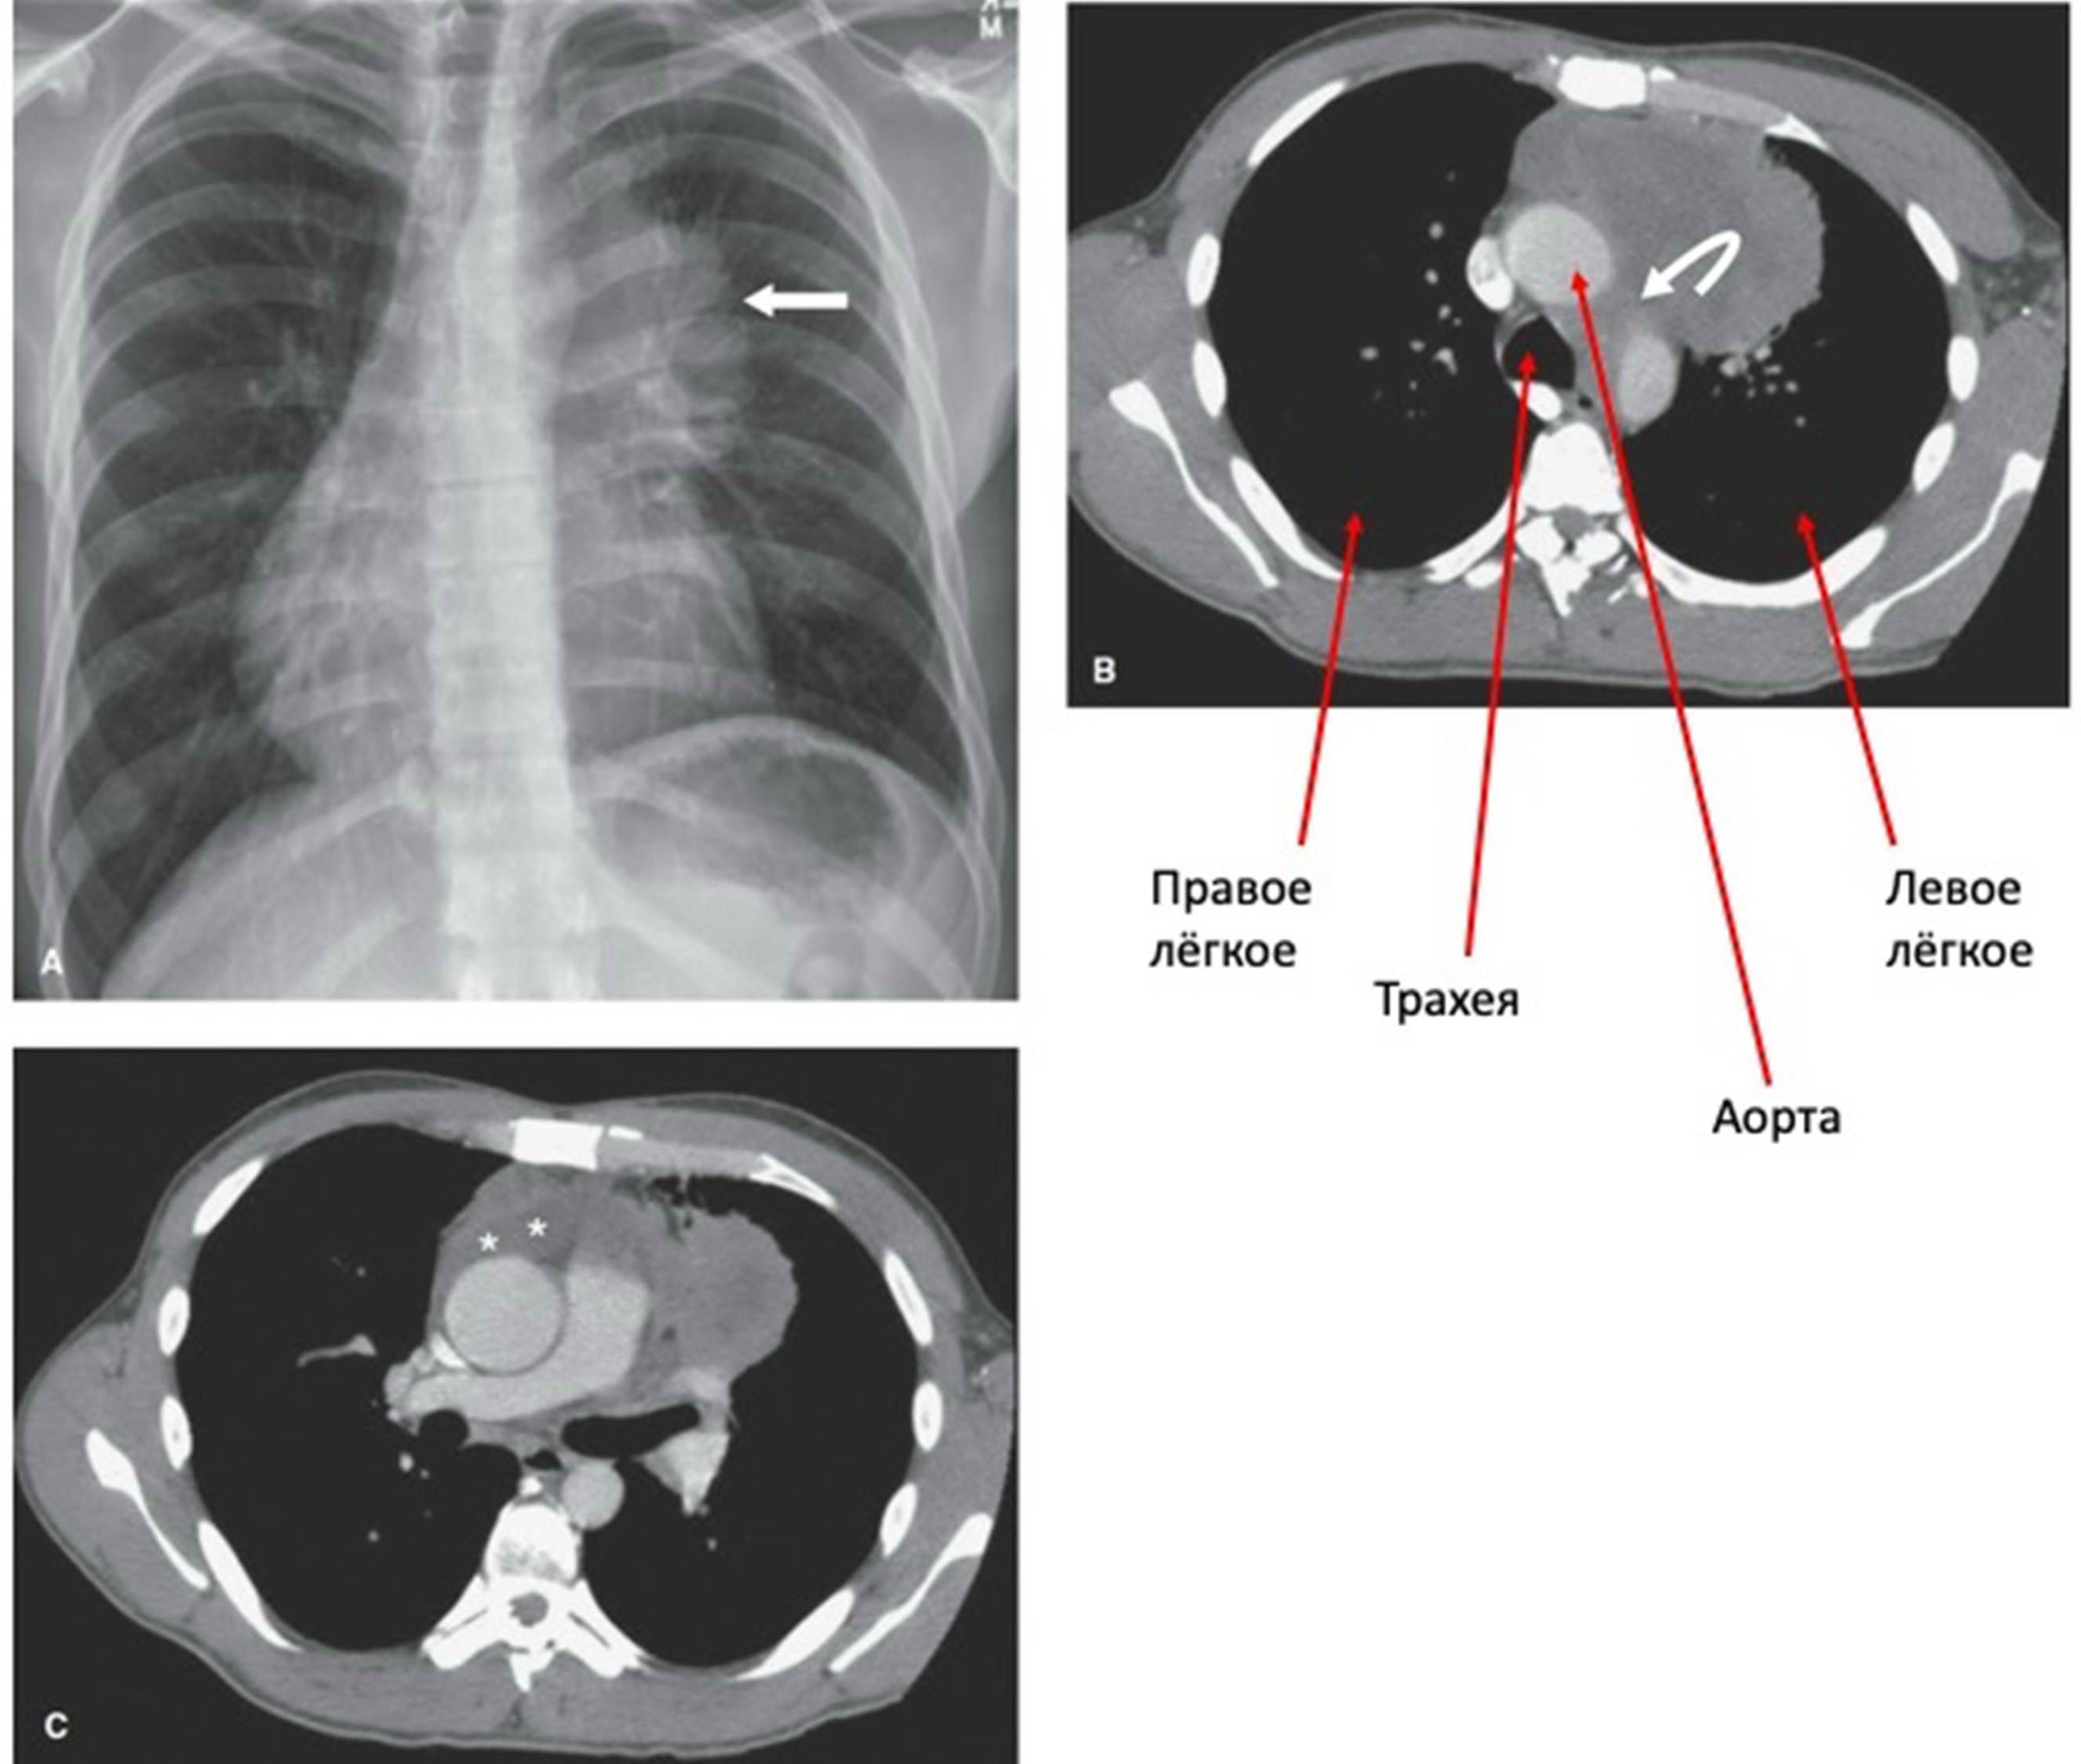 A
B
Правое
лёгкое
Левое
лёгкое
Трахея
Аорта
* *
C